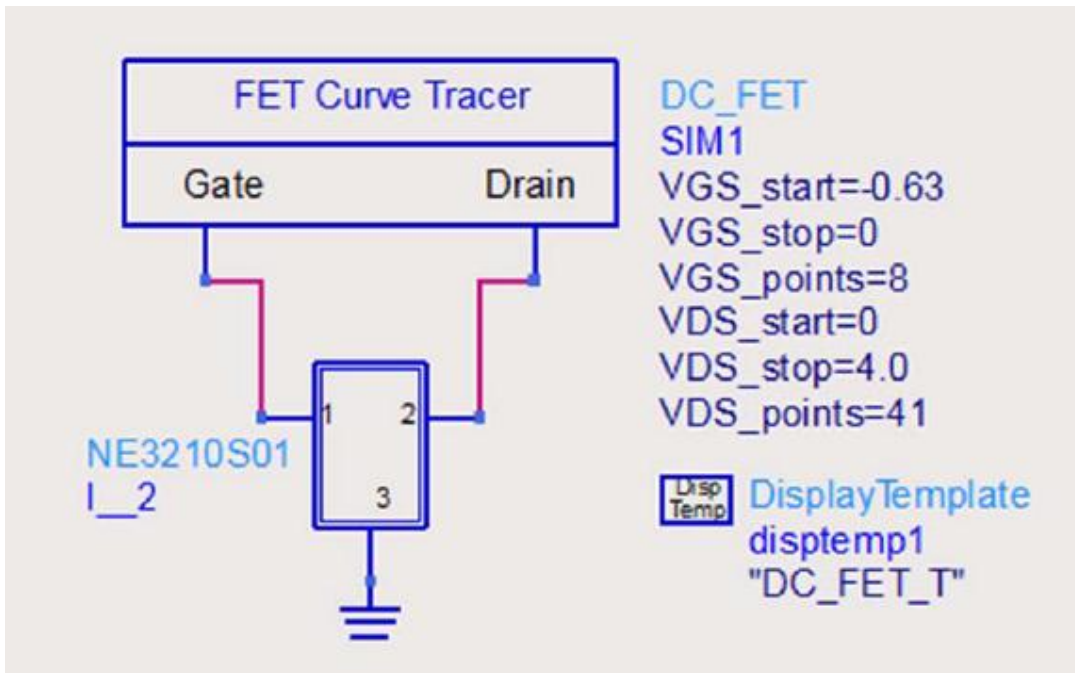 FET Curve Tracer
Gate Drain
DC_FET
SIM1
VGS_start=-0.63
VGS_stop=0
VGS_points=8
VDS_start=0
VDS_stop=4.0
VDS_points=41
1 2
3
NE3210S01
I__2
Disp
Temp
DisplayTemplate
disptemp1
"DC_FET_T"